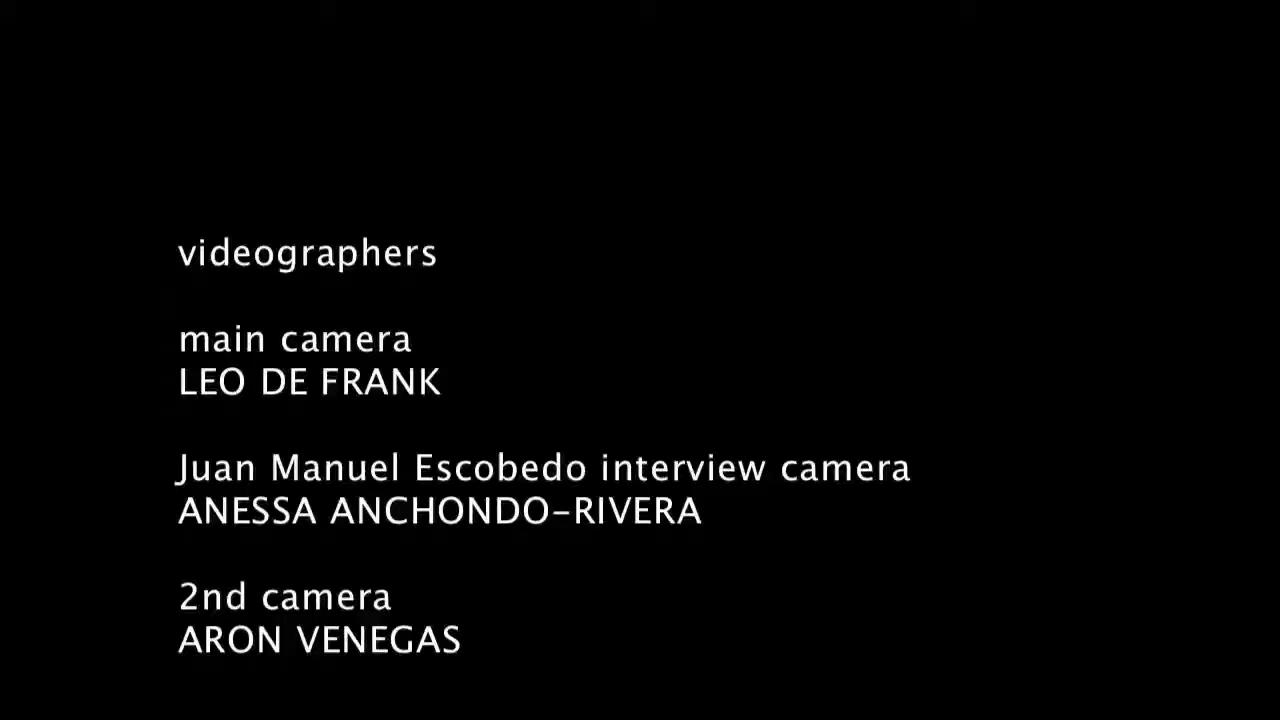 videographers
main camera
LEO DE FRANK
Juan Manuel Escobedo interview camera
ANESSA ANCHONDO-RIVERA
2nd camera
ARON VENEGAS